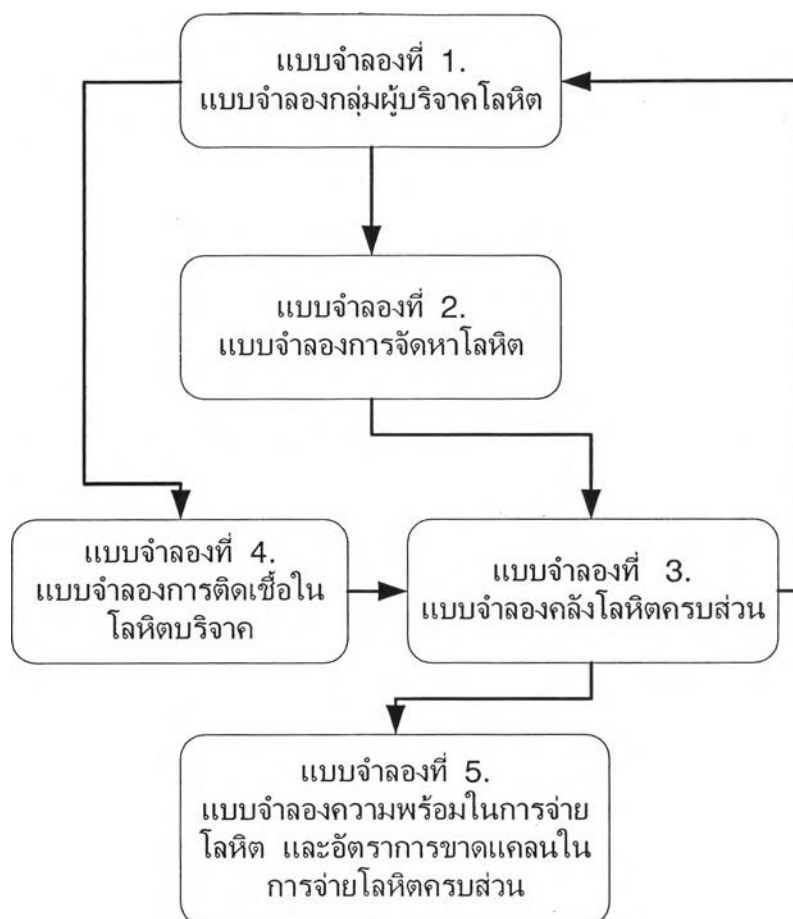 แบบจำลองที่ 1.
แบบจำลองกลุ่มผู้บริจาคโลหิต
แบบจำลองที่ 2.
แบบจำลองการจัดหาโลหิต
แบบจำลองที่ 4.
แบบจำลองการติดเชื้อใน
โลหิตบริจาค
แบบจำลองที่ 3.
แบบจำลองคลังโลหิตครบส่วน
แบบจำลองที่ 5.
แบบจำลองความพร้อมในการจ่าย
โลหิต และอัตราการขาดแคลนใน
การจ่ายโลหิตครบส่วน